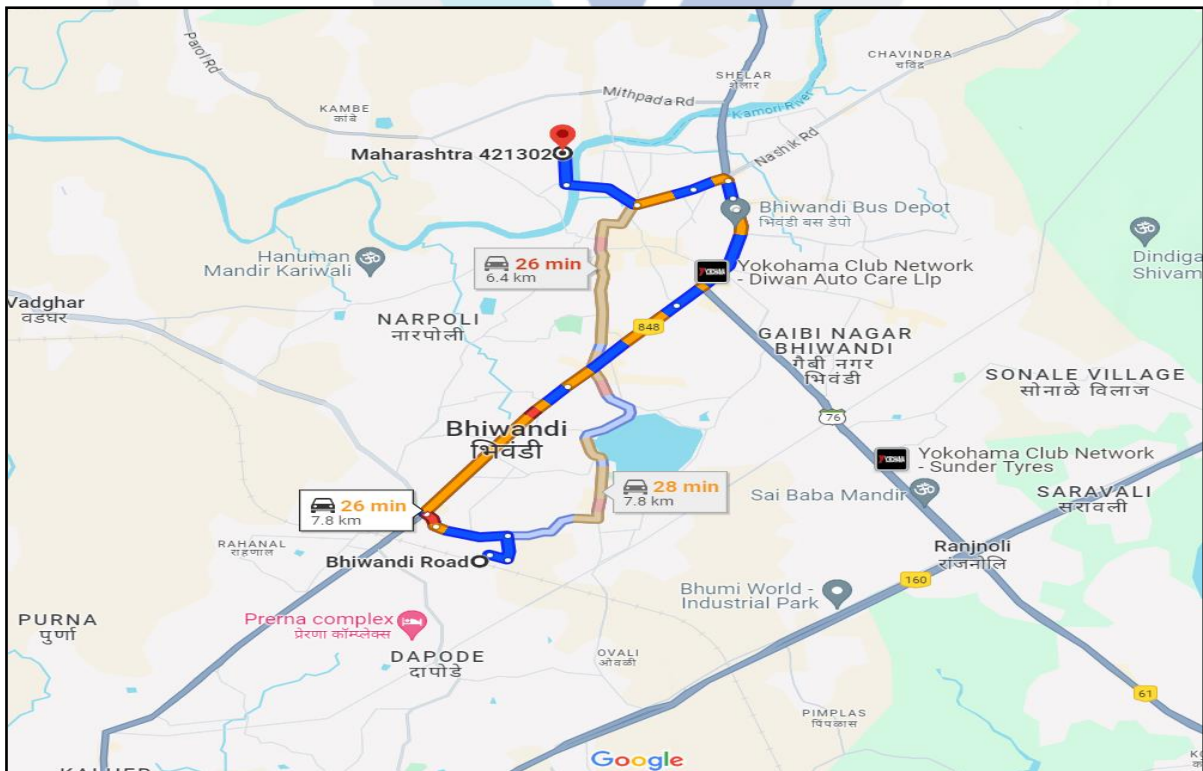 CHAVINDRA
चविंद्र
SHELAR
शेलार
Parol Rd
KAMBE
कांबे
Mithpada Rd
Kamori River
Nashik Rd
Maharashtra 421302
Bhiwandi Bus Depot
भिवंडी बस डेपो
Hanuman
Mandir Kariwali
26 min
6.4 km
Yokohama Club Network
- Diwan Auto Care Llp
Dindiga
Shivam
Vadghar
वडघर
NARPOLI
नारपोली
848
GAIBI NAGAR
BHIWANDI
गैबी नगर
भिवंडी
SONALE VILLAGE
सोनाळे विलाज
76
Bhiwandi
भिवंडी
Yokohama Club Network
- Sunder Tyres
28 min
7.8 km
Sai Baba Mandir
SARAVALI
सरावली
26 min
7.8 km
RAHANAL
राहणाल
Bhiwandi Road
Ranjnoli
रांजनोलि
160
Bhumi World -
Industrial Park
PURNA
पुर्णा
Prerna complex
प्रेरणा कॉम्प्लेक्स
DAPODE
दापोडे
OVALI
ओवळी
61
PIMPLAS
पिंपळास
Google